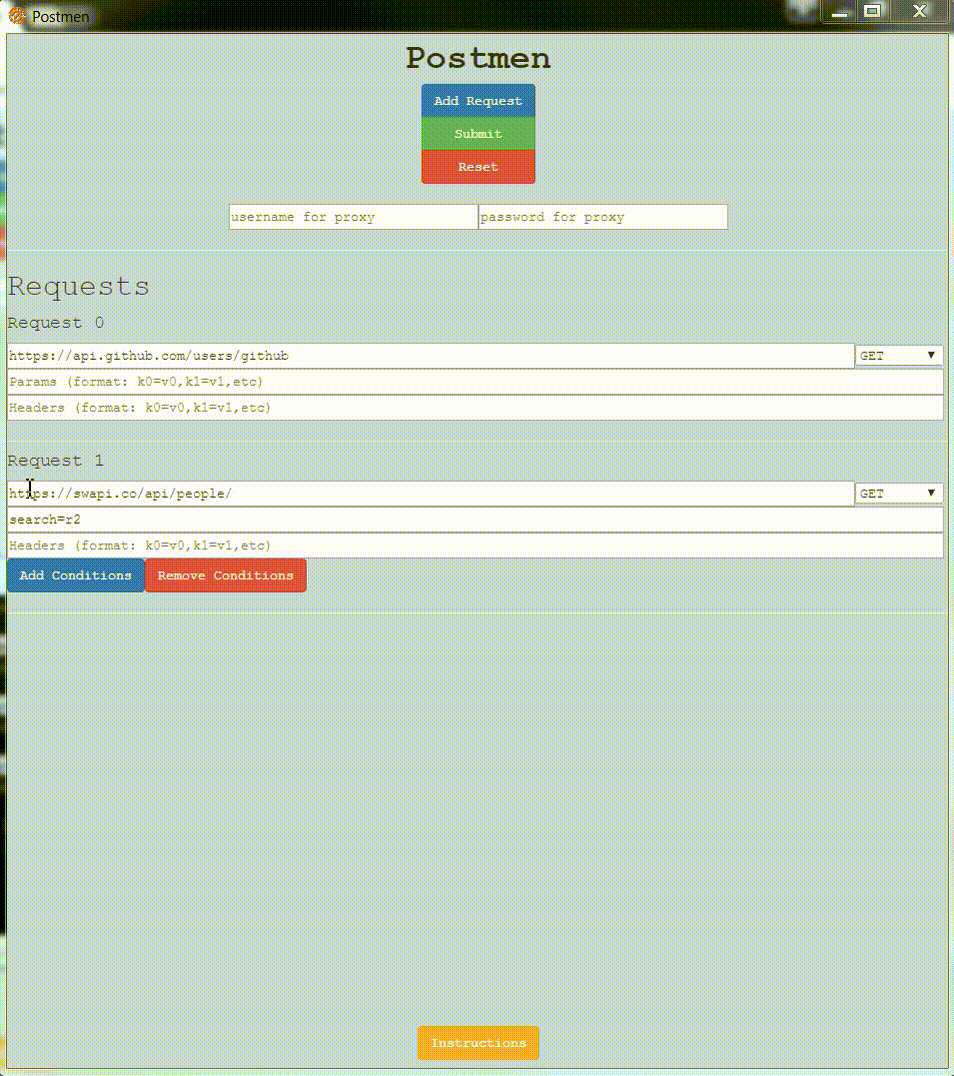 Postmen
Postmen
Add Request
Submit
Reset
username for proxy password for proxy
Requests
Request 0
https://api.github.com/users/github GET
Params (format: k0=v0,k1=v1,etc)
Headers (format: k0=v0,k1=v1,etc)
Request 1
https://swapi.co/api/people/ GET
search=r2
Headers (format: k0=v0,k1=v1,etc)
Add Conditions Remove Conditions
Instructions